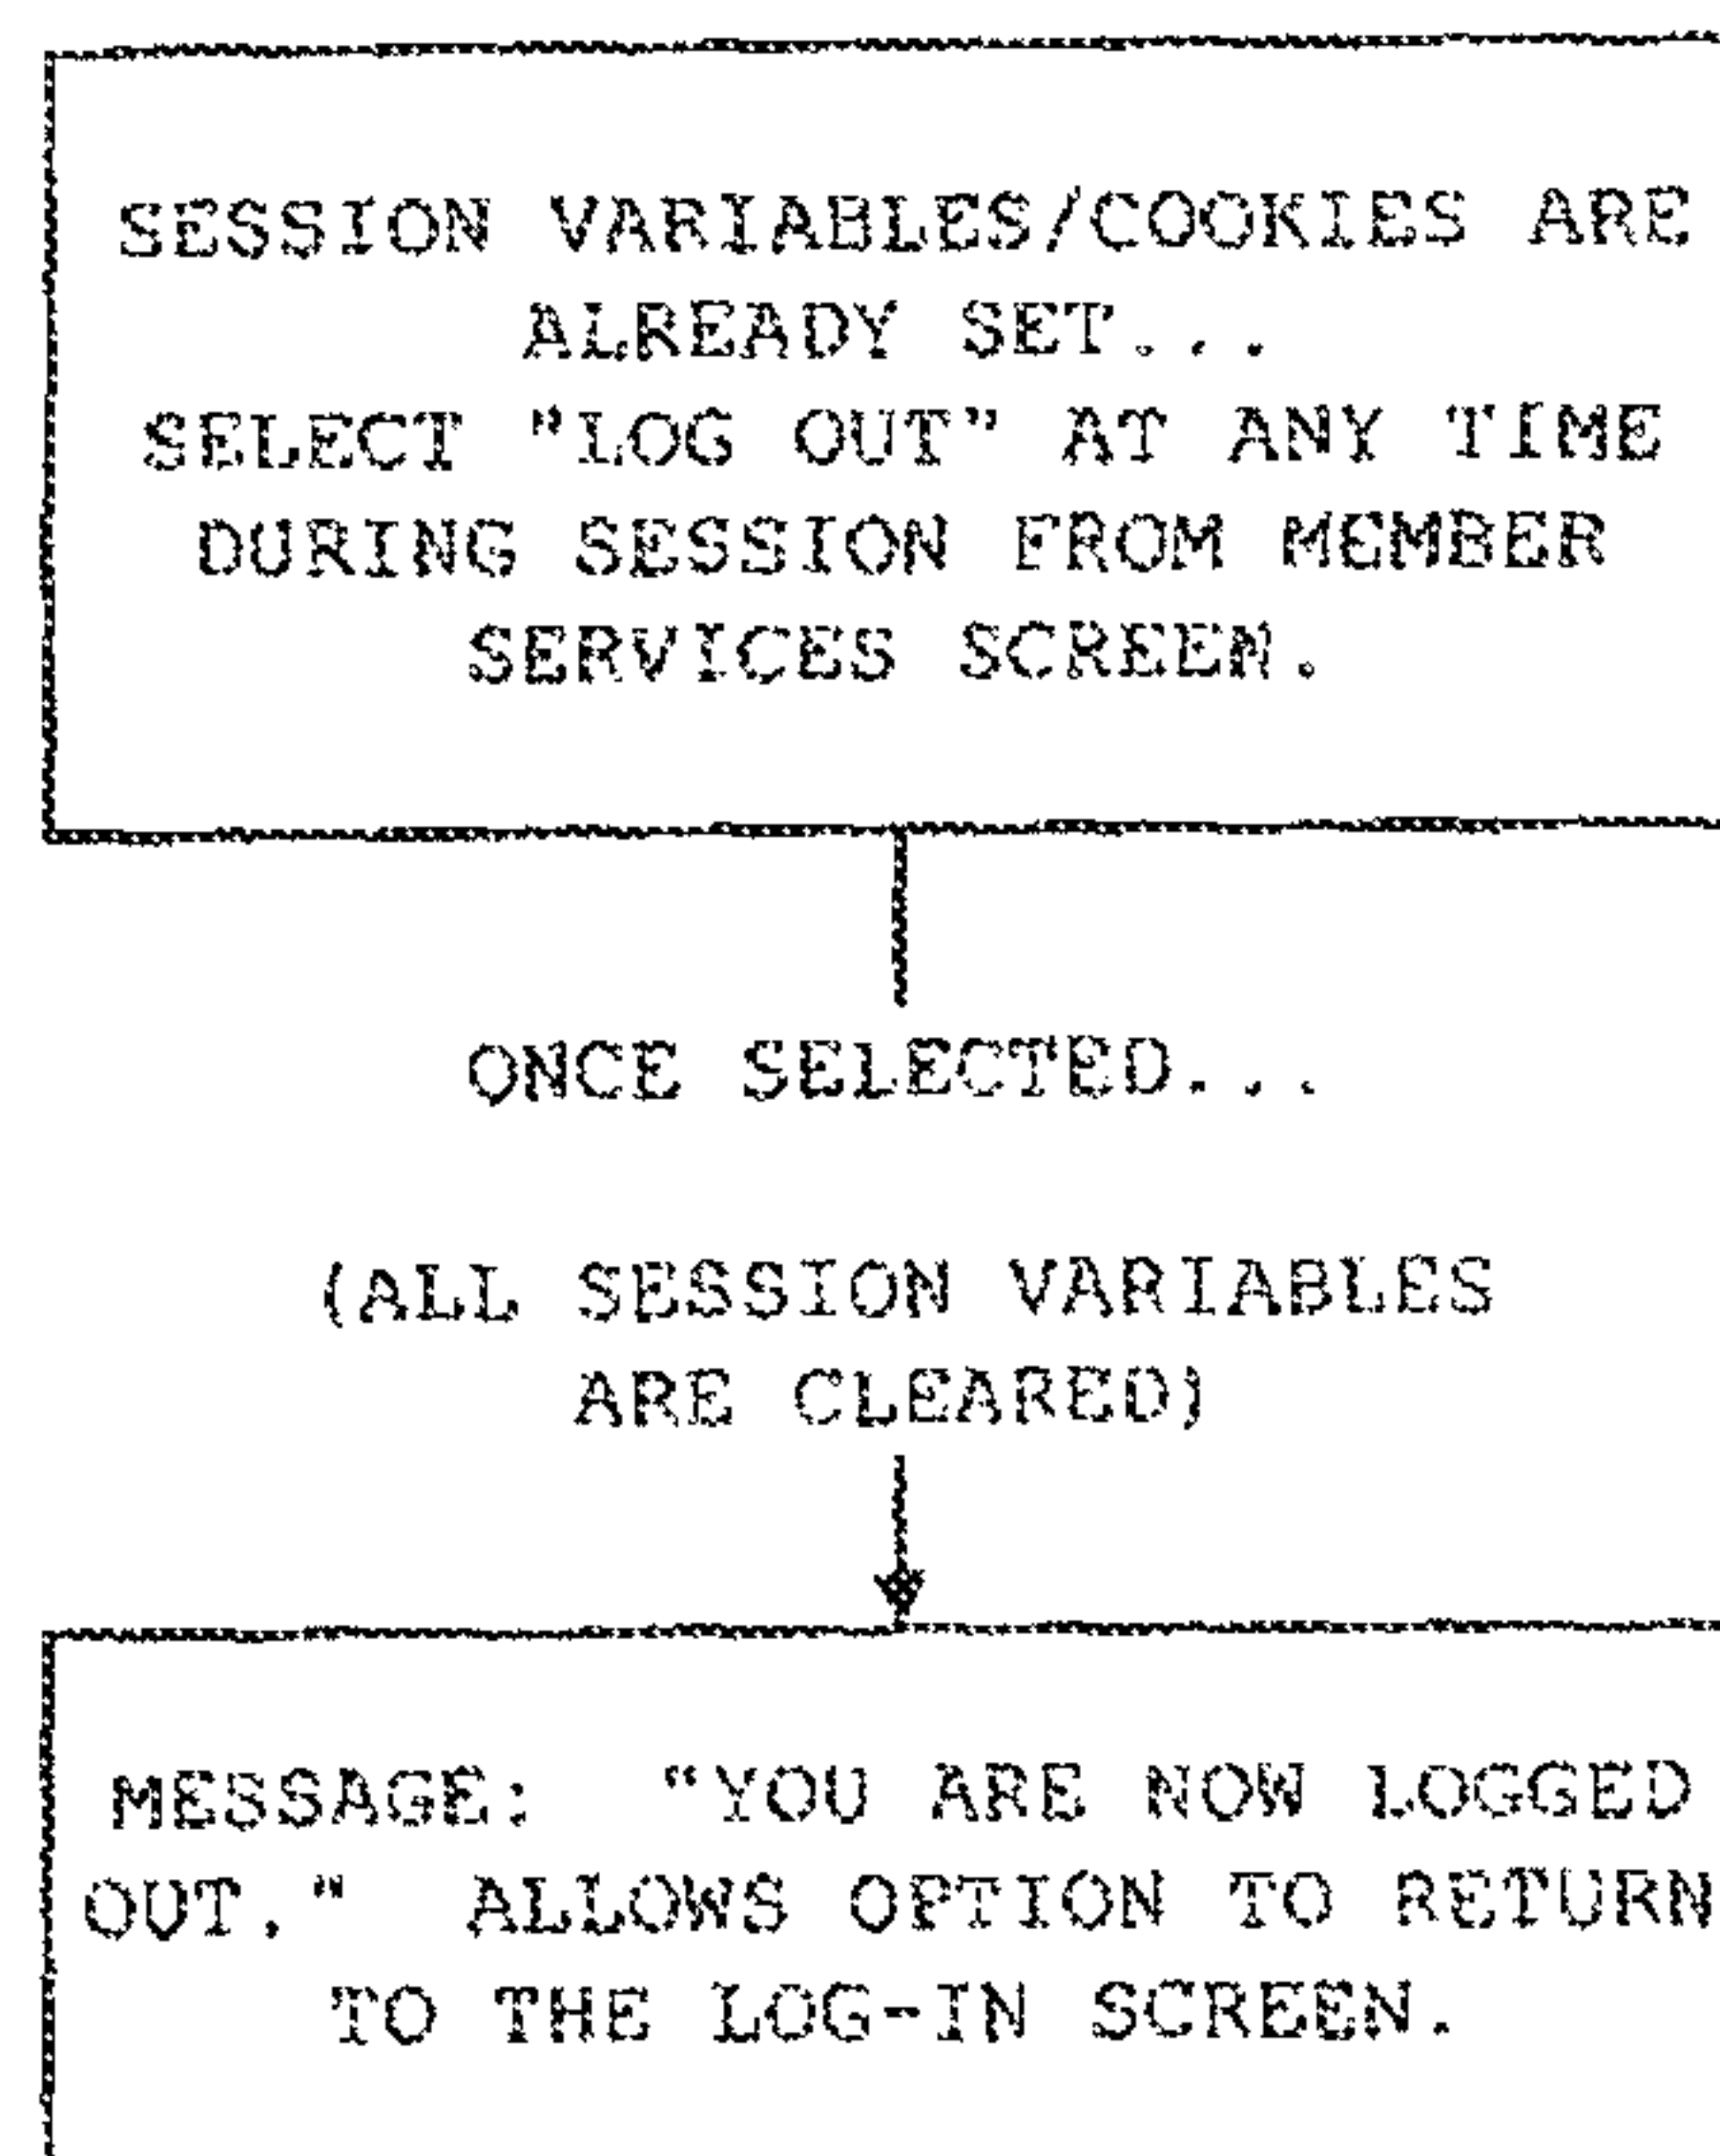 SESSION VARIABLES/COOKIES ARE
ALREADY SET...
SELECT "LOG OUT" AT ANY TIME
DURING SESSION FROM MEMBER
SERVICES SCREEN.
ONCE SELECTED...
(ALL SESSION VARIABLES
ARE CLEARED)
MESSAGE: "YOU ARE NOW LOGGED
OUT." ALLOWS OPTION TO RETURN
TO THE LOG-IN SCREEN.